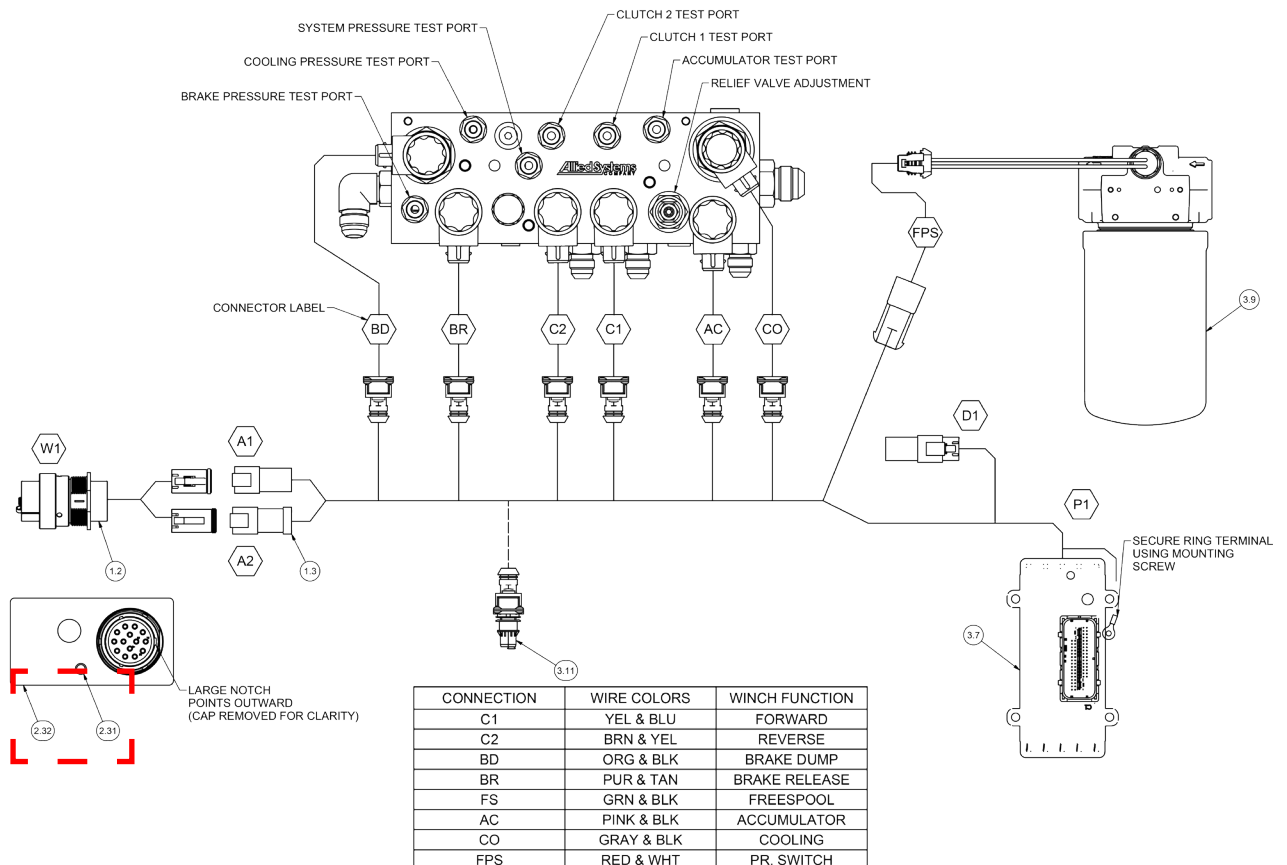 CLUTCH 2 TEST PORT
SYSTEM PRESSURE TEST PORT
CLUTCH 1 TEST PORT
COOLING PRESSURE TEST PORT
ACCUMULATOR TEST PORT
RELIEF VALVE ADJUSTMENT
BRAKE PRESSURE TEST PORT
Allied Systems
COMPANY
FPS
CONNECTOR LABEL
BD
BR
C2
C1
AC
CO
3.9
D1
W1
A1
P1
SECURE RING TERMINAL
USING MOUNTING
SCREW
A2
1.2
1.3
3.7
3.11
LARGE NOTCH
POINTS OUTWARD
(CAP REMOVED FOR CLARITY)
2.32
2.31
CONNECTION WIRE COLORS WINCH FUNCTION
C1 YEL & BLU FORWARD
C2 BRN & YEL REVERSE
BD ORG & BLK BRAKE DUMP
BR PUR & TAN BRAKE RELEASE
FS GRN & BLK FREESPOOL
AC PINK & BLK ACCUMULATOR
CO GRAY & BLK COOLING
FPS RED & WHT PR. SWITCH